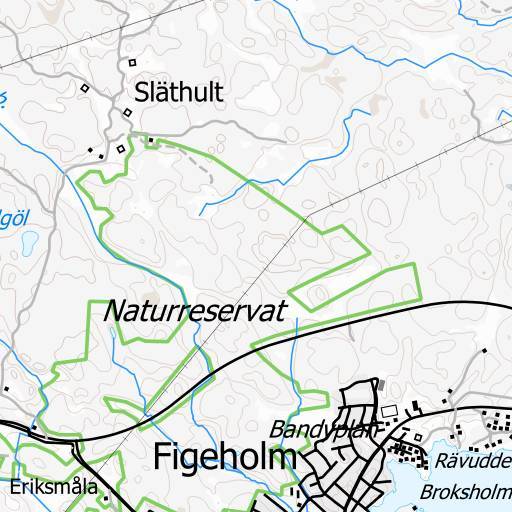 Släthult
Naturreservat
Bandyplan
Figeholm
Rävudde
Eriksmåla
Broksholm